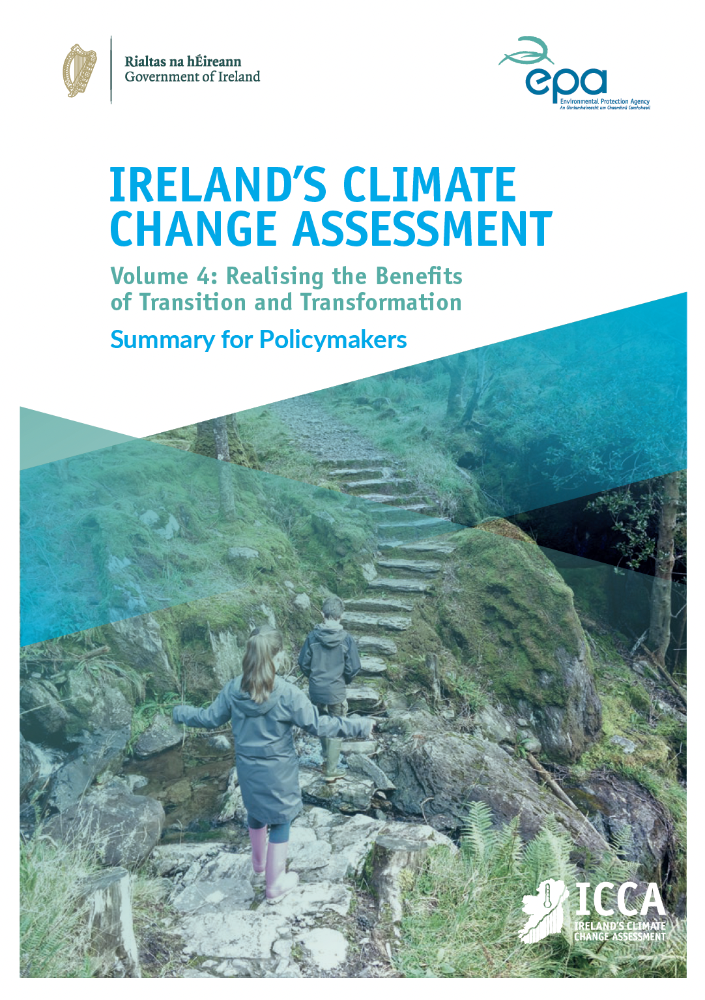 Rialtas na hÉireann
Government of Ireland
epa
Environmental Protection Agency
An Ghníomhaireacht um Chaomhnú Comhshaoil
IRELAND’S CLIMATE
CHANGE ASSESSMENT
Volume 4: Realising the Benefits
of Transition and Transformation
Summary for Policymakers
ICCA
IRELAND’S CLIMATE
CHANGE ASSESSMENT